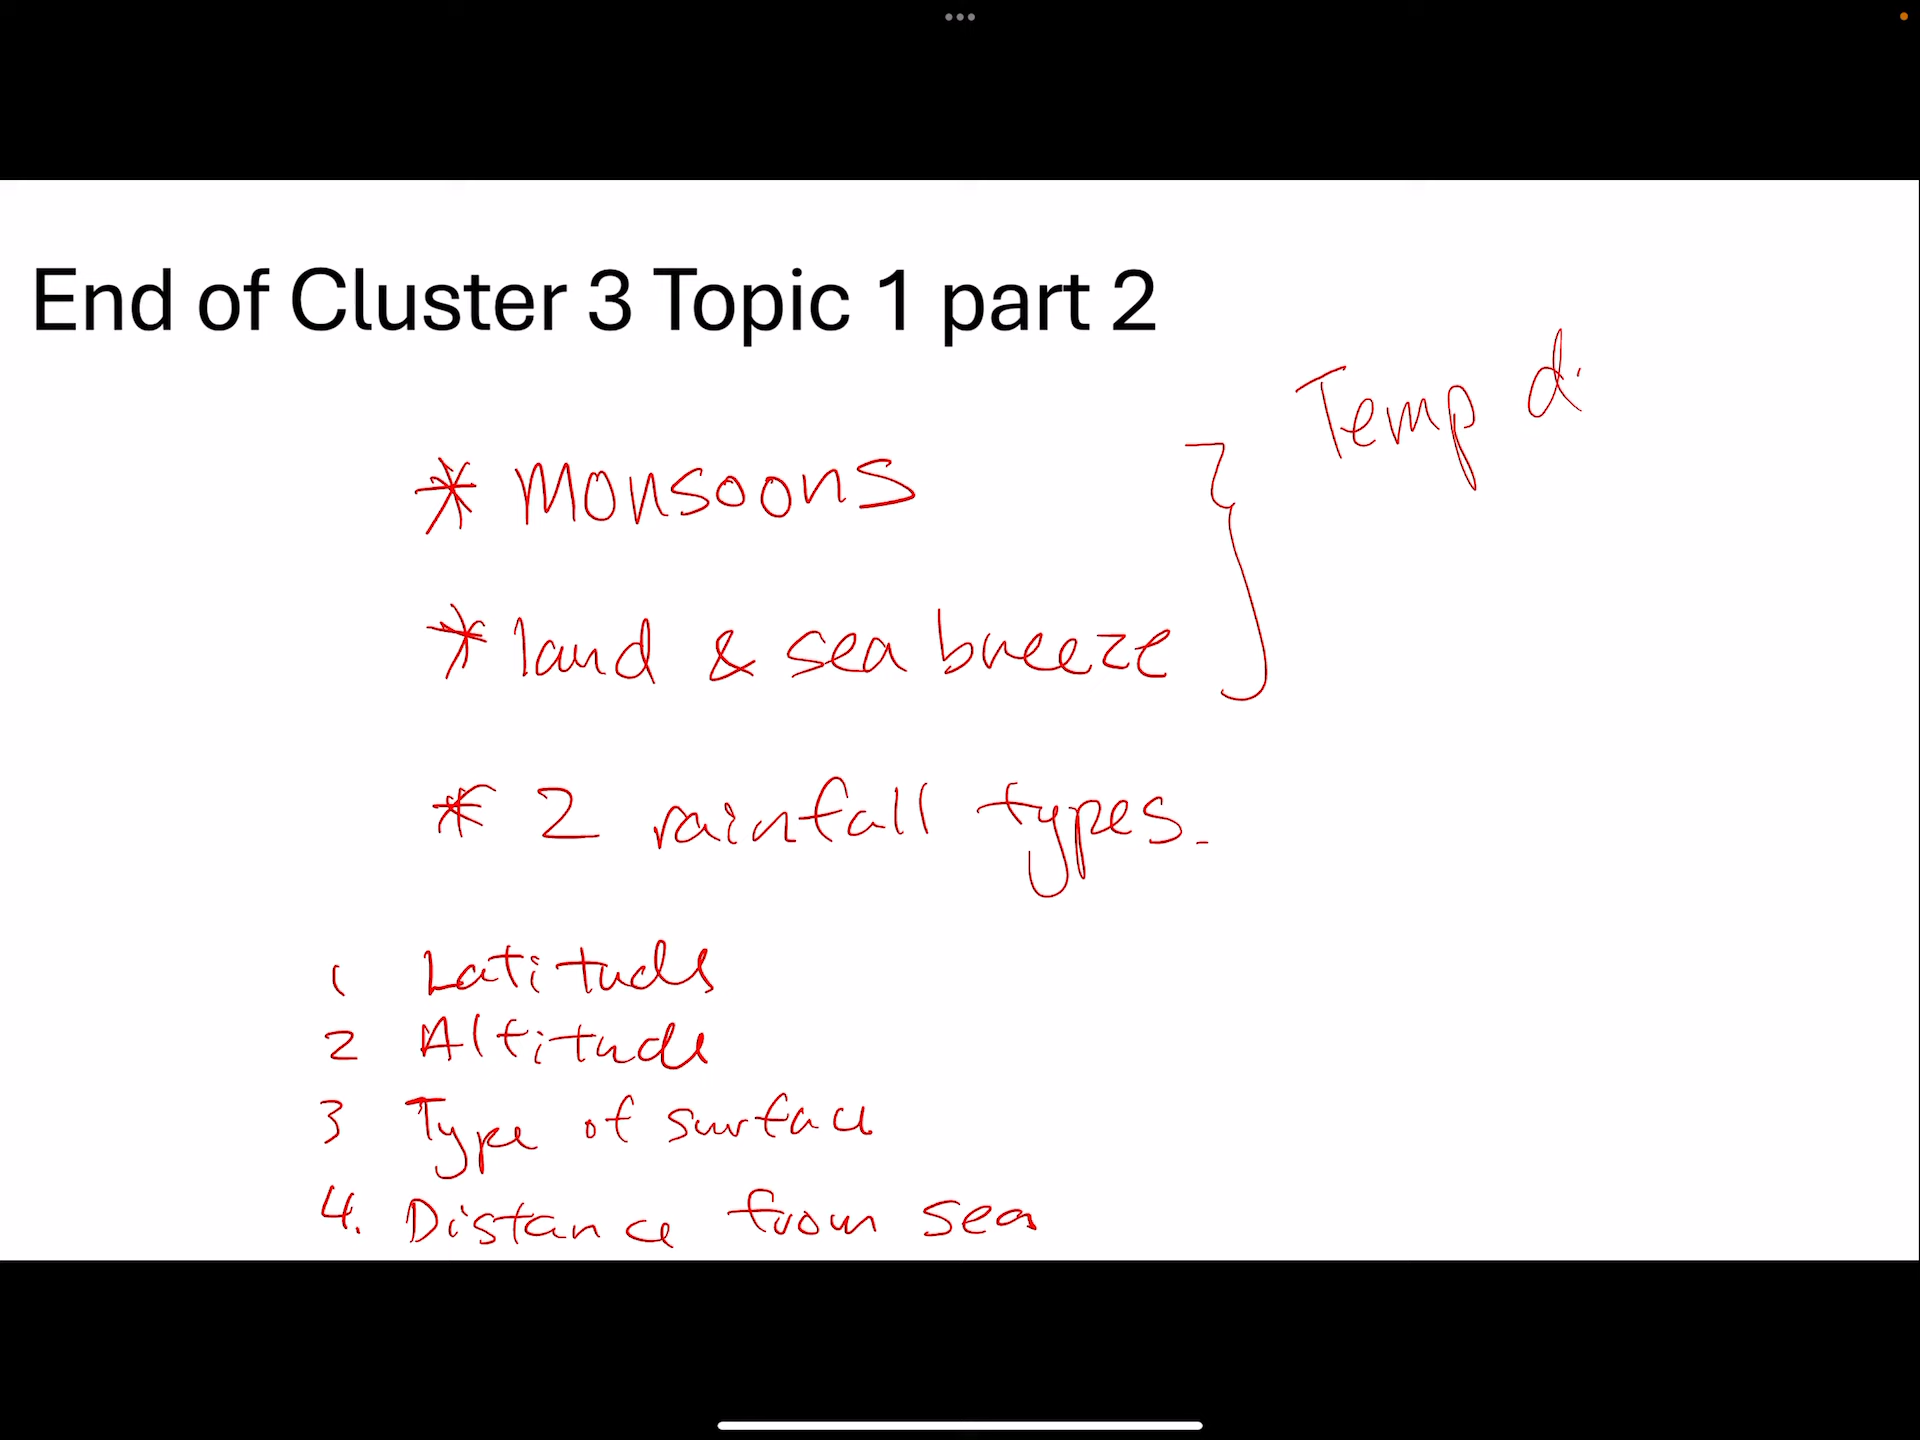 End of Cluster 3 Topic 1 part 2
Temp di
* Monsoons
* land & sea breeze
* 2 rainfall types.
1 Latitude
2 Altitude
3 Type of surface
4. Distance from sea